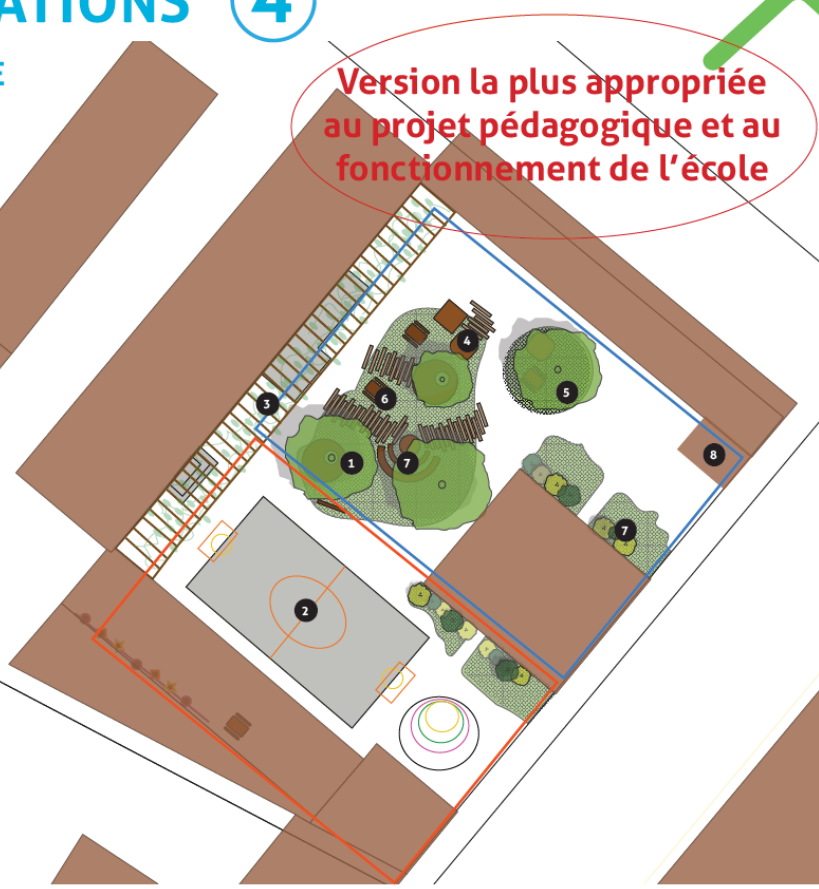 ATIONS 4
E
Version la plus appropriée
au projet pédagogique et au
fonctionnement de l'école
4
5
6
3
8
1
7
7
2